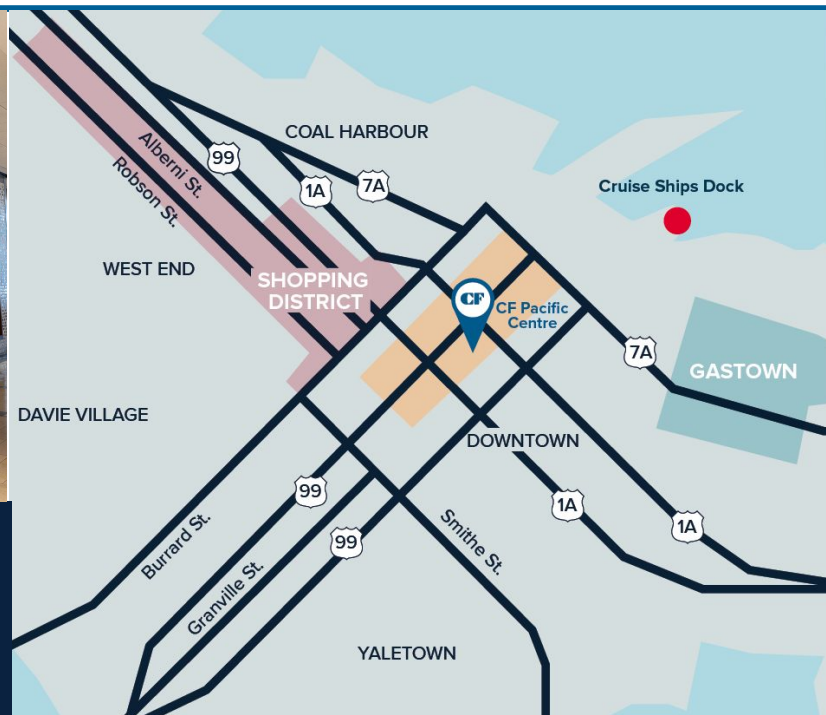 COAL HARBOUR
99
Alberni St.
7A
1A
Robson St.
Cruise Ships Dock
WEST END
SHOPPING
DISTRICT
CF
CF Pacific
Centre
7A
GASTOWN
DAVIE VILLAGE
DOWNTOWN
99
1A
1A
Burrard St.
99
Smithe St.
Granville St.
YALETOWN